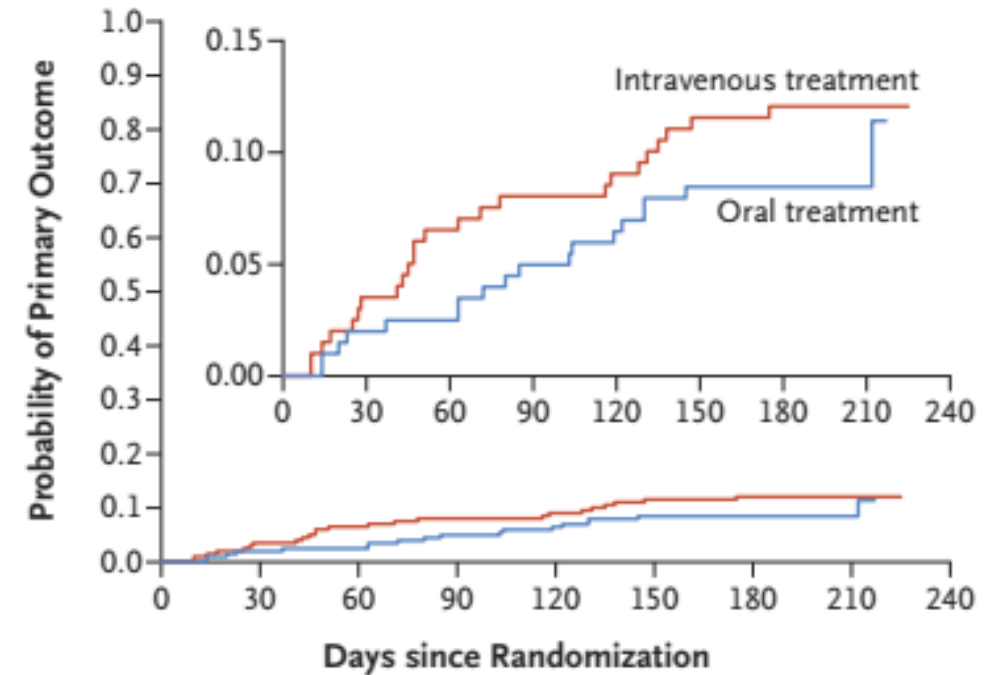 Probability of Primary Outcome
1.0
0.9
0.8
0.7
0.6
0.5
0.4
0.3
0.2
0.1
0.0
0 30 60 90 120 150 180 210 240
Days since Randomization
0.15
0.10
0.05
0.00
0 30 60 90 120 150 180 210 240
Intravenous treatment
Oral treatment